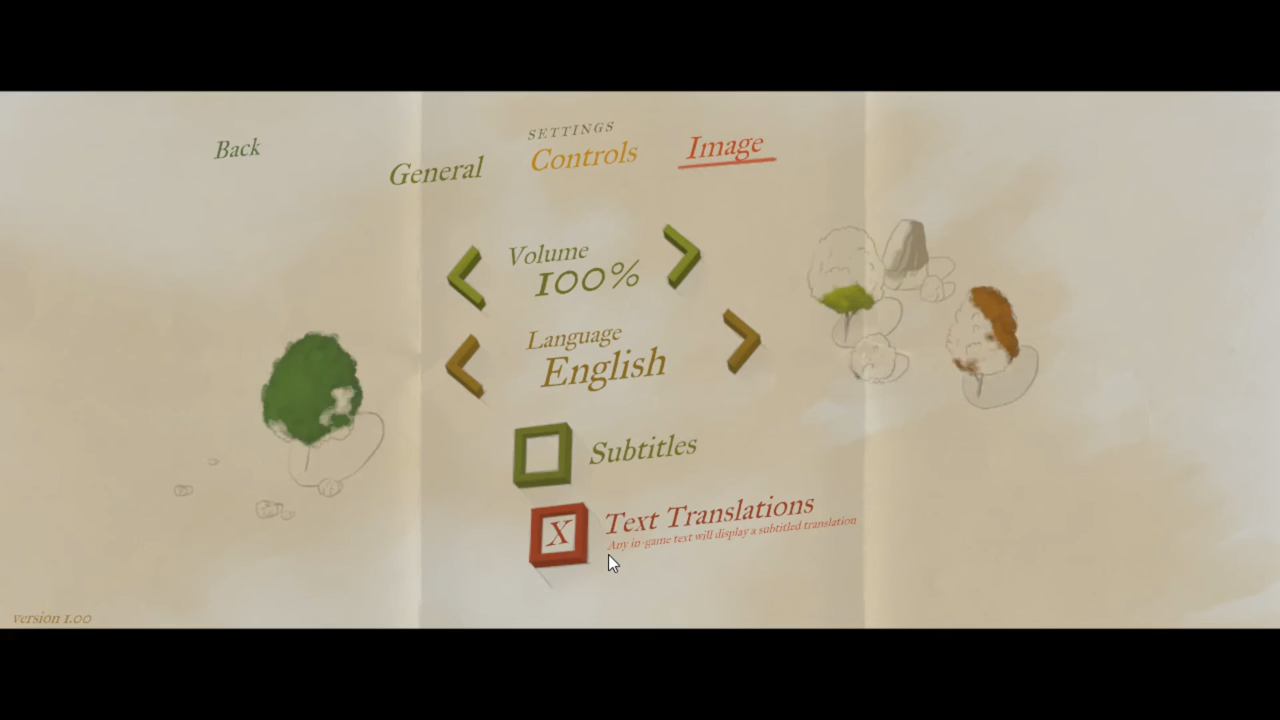 Back
SETTINGS
General
Controls
Image
Volume
100%
Language
English
Subtitles
X
Text Translations
Any in-game text will display a subtitled translation
version 1.00